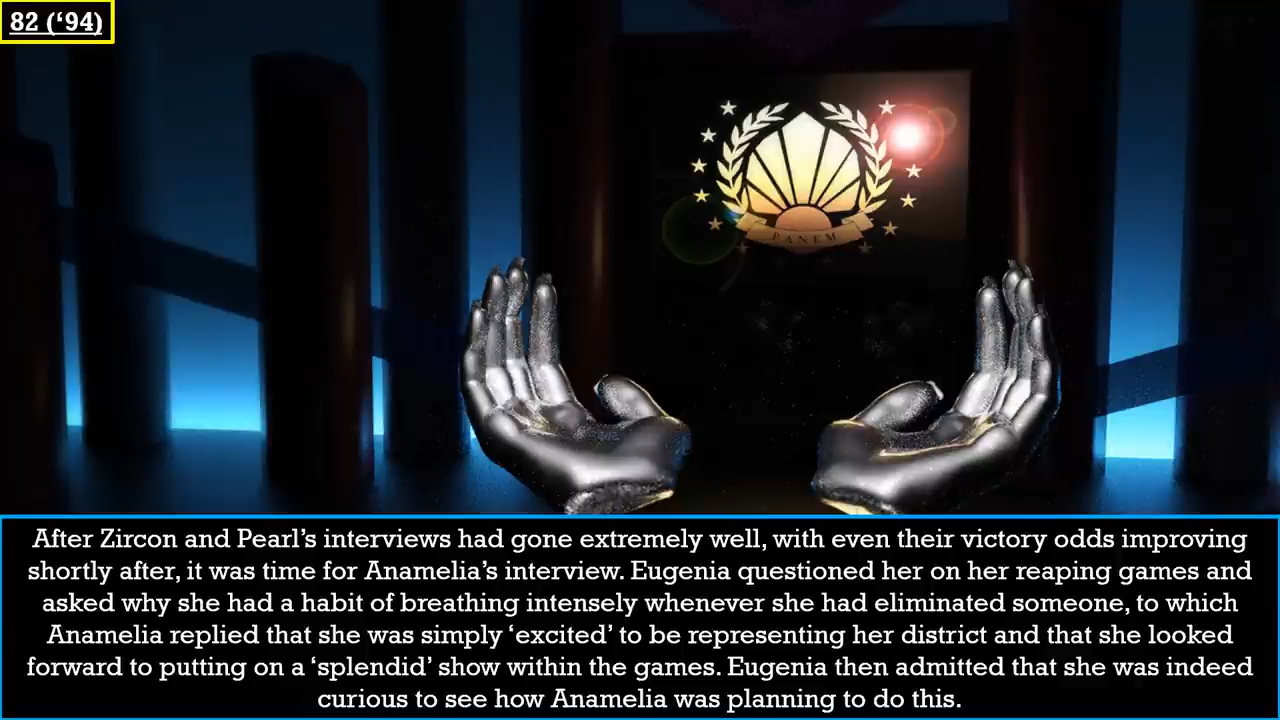 82 (‘94)
PANEM
After Zircon and Pearl’s interviews had gone extremely well, with even their victory odds improving
shortly after, it was time for Anamelia’s interview. Eugenia questioned her on her reaping games and
asked why she had a habit of breathing intensely whenever she had eliminated someone, to which
Anamelia replied that she was simply ‘excited’ to be representing her district and that she looked
forward to putting on a ‘splendid’ show within the games. Eugenia then admitted that she was indeed
curious to see how Anamelia was planning to do this.